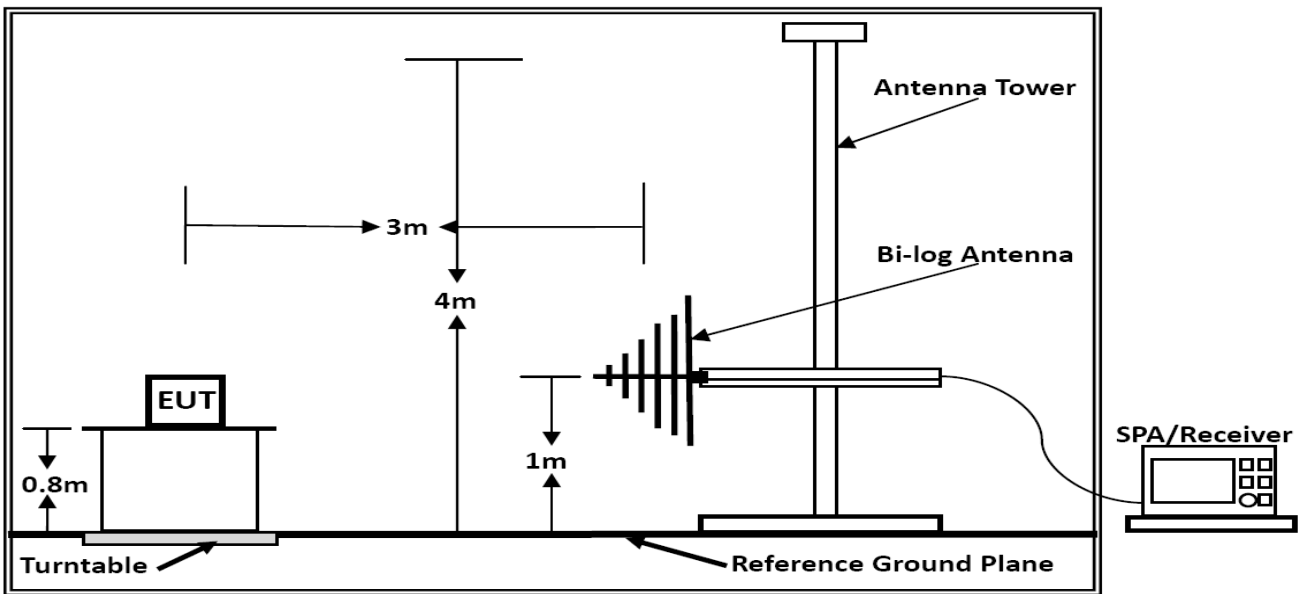 Antenna Tower
3m
Bi-log Antenna
4m
EUT
SPA/Receiver
1m
0.8m
Turntable
Reference Ground Plane